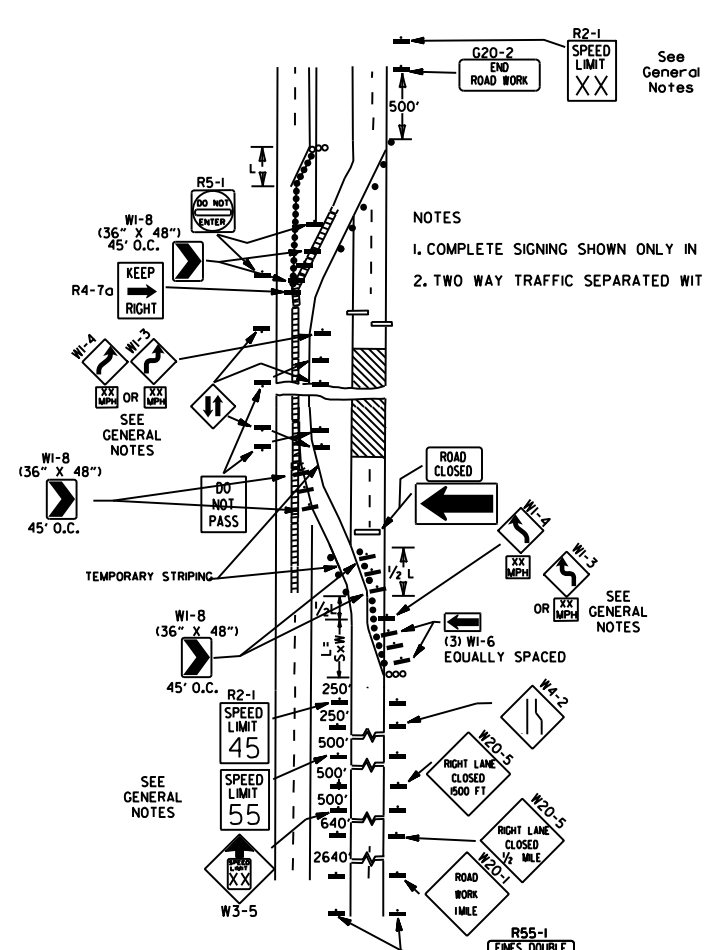 R2-1
SPEED
LIMIT
XX
See
General
Notes
G20-2
END
ROAD WORK
500'
L
R5-1
DO NOT
ENTER
W1-8
(36" X 48")
45' O.C.
KEEP
RIGHT
R4-7a
NOTES
1. COMPLETE SIGNING SHOWN ONLY IN
2. TWO WAY TRAFFIC SEPARATED WIT
W1-4
W1-3
XX
MPH
OR
XX
MPH
SEE
GENERAL
NOTES
W1-8
(36" X 48")
45' O.C.
DO
NOT
PASS
ROAD
CLOSED
W1-4
XX
MPH
W1-3
OR
XX
MPH
SEE
GENERAL
NOTES
TEMPORARY STRIPING
1/2 L
1/2L
L=
SxW
W1-8
(36" X 48")
45' O.C.
(3) W1-6
EQUALLY SPACED
R2-1
SPEED
LIMIT
45
250'
250'
500'
500'
500'
640'
2640'
W4-2
SEE
GENERAL
NOTES
SPEED
LIMIT
55
W20-5
RIGHT LANE
CLOSED
1500 FT
W20-5
RIGHT LANE
CLOSED
1/2 MILE
SPEED
LIMIT
XX
W3-5
W20-1
ROAD
WORK
1MILE
R55-1
FINES DOUBLE